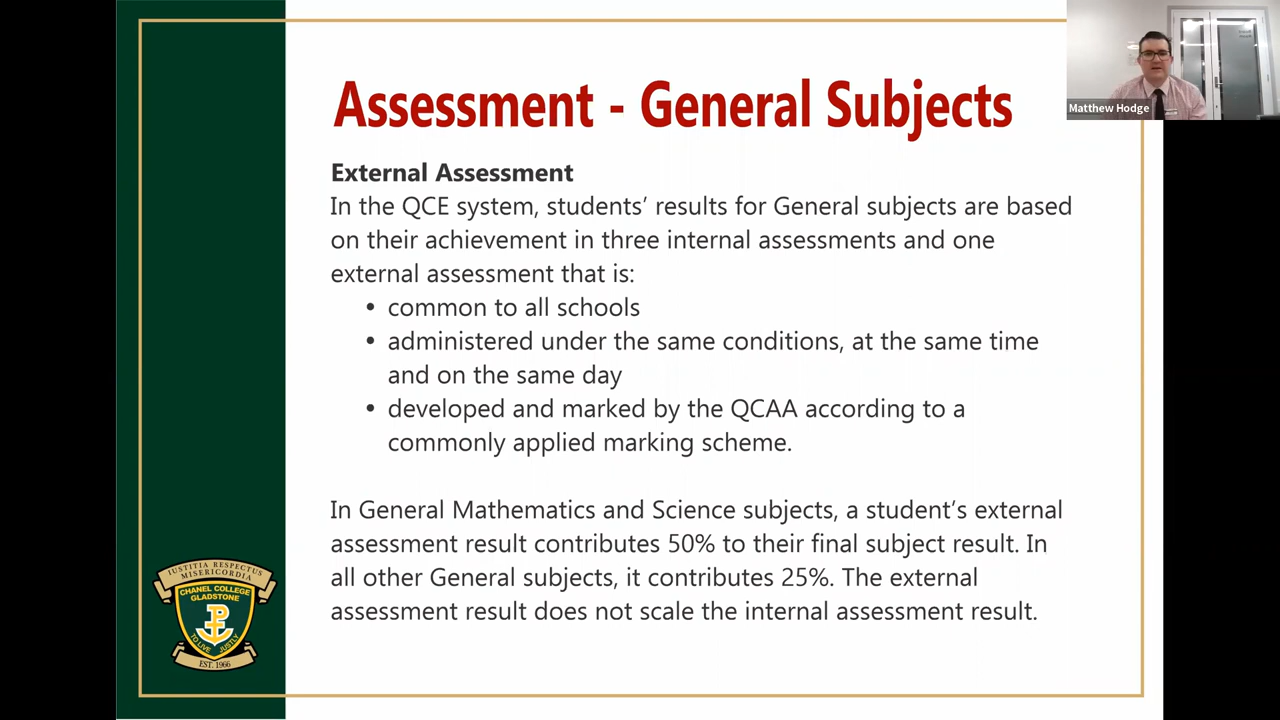 Assessment - General Subjects
Matthew Hodge
External Assessment
In the QCE system, students’ results for General subjects are based
on their achievement in three internal assessments and one
external assessment that is:
• common to all schools
• administered under the same conditions, at the same time
and on the same day
• developed and marked by the QCAA according to a
commonly applied marking scheme.
In General Mathematics and Science subjects, a student’s external
assessment result contributes 50% to their final subject result. In
all other General subjects, it contributes 25%. The external
assessment result does not scale the internal assessment result.
IUSTITIA RESPECTUS
MISERICORDIA
CHANEL COLLEGE
GLADSTONE
TO LIVE JUSTLY
EST. 1966